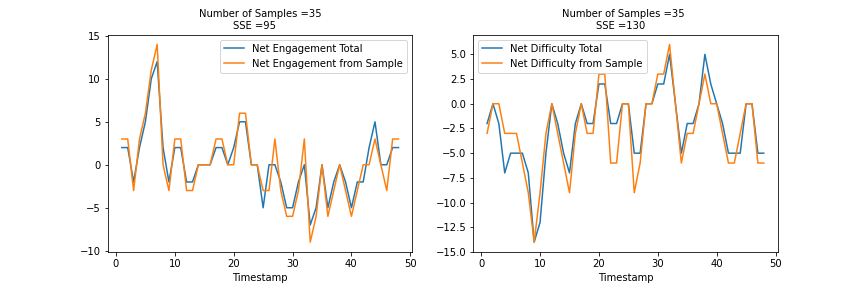 Number of Samples =35
SSE =95
Net Engagement Total
Net Engagement from Sample
15
10
5
0
−5
−10
0
10
20
30
40
50
Timestamp
Number of Samples =35
SSE =130
Net Difficulty Total
Net Difficulty from Sample
5.0
2.5
0.0
−2.5
−5.0
−7.5
−10.0
−12.5
−15.0
0
10
20
30
40
50
Timestamp